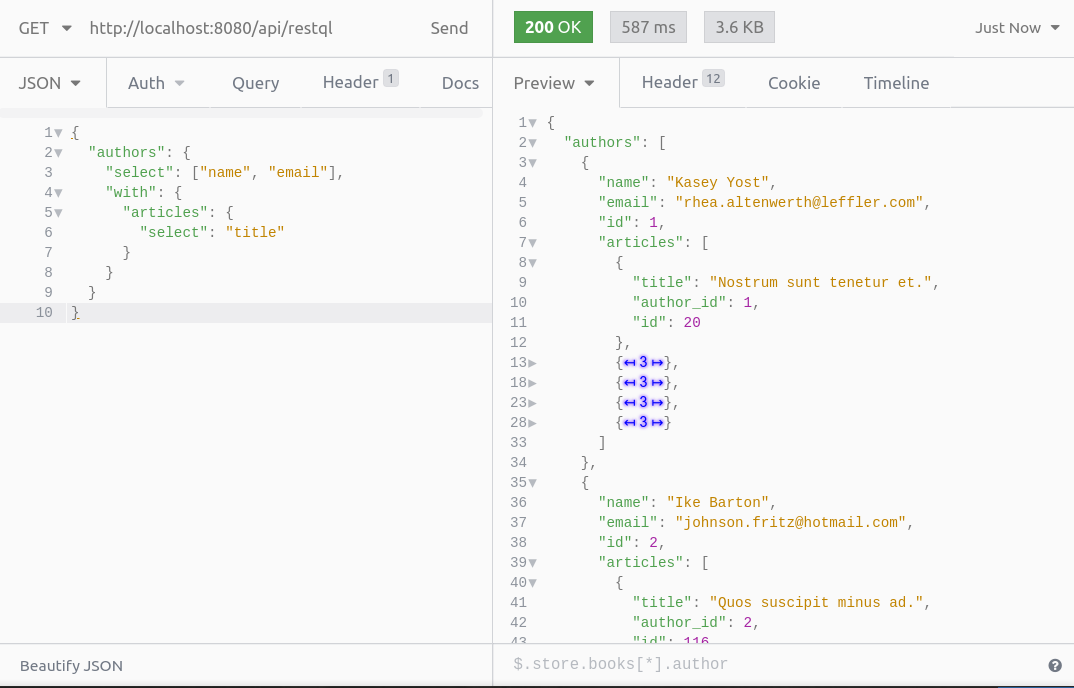 GET http://localhost:8080/api/restql Send
200 OK 587 ms 3.6 KB Just Now
JSON Auth Query Header 1 Docs
Preview Header 12 Cookie Timeline
1 {
2 "authors": {
3 "select": ["name", "email"],
4 "with": {
5 "articles": {
6 "select": "title"
7 }
8 }
9 }
10 }
Beautify JSON
1 {
2 "authors": [
3 {
4 "name": "Kasey Yost",
5 "email": "rhea.altenwerth@leffler.com",
6 "id": 1,
7 "articles": [
8 {
9 "title": "Nostrum sunt tenetur et.",
10 "author_id": 1,
11 "id": 20
12 },
13 {↤3↦},
18 {↤3↦},
23 {↤3↦},
28 {↤3↦}
33 ]
34 },
35 {
36 "name": "Ike Barton",
37 "email": "johnson.fritz@hotmail.com",
38 "id": 2,
39 "articles": [
40 {
41 "title": "Quos suscipit minus ad.",
42 "author_id": 2,
43 "id": 116
$.store.books[*].author